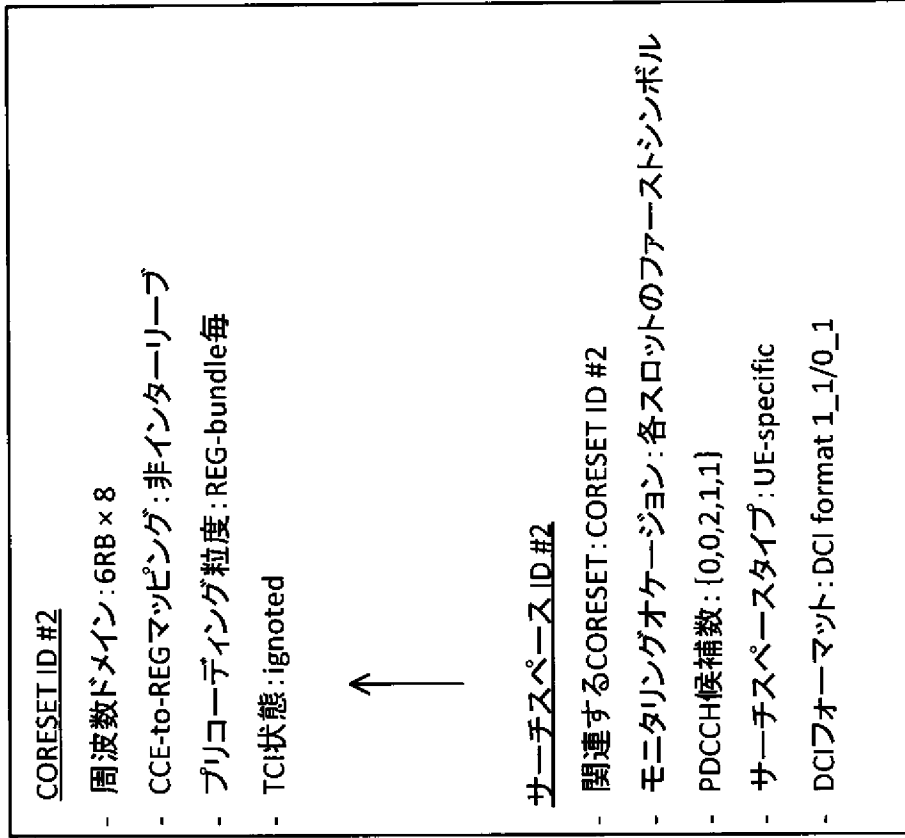 CORESET ID #2
- 周波数ドメイン：6RB×8
- CCE-to-REGマッピング：非インターリーブ
- プリコーディング粒度：REG-bundle毎
- TCI状態：ignoted
サーチスペース ID #2
- 関連するCORESET：CORESET ID #2
- モニタリングオケージョン：各スロットのファーストシンボル
- PDCCH候補数：{0,0,2,1,1}
- サーチスペースタイプ：UE-specific
- DCIフォーマット：DCI format 1_1/0_1